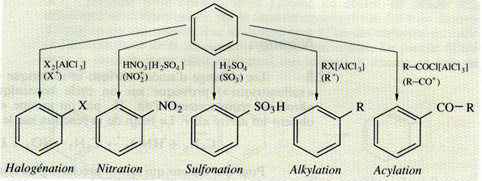 X₂[AlCl₃] HNO₃[H₂SO₄] H₂SO₄ RX[AlCl₃] R–COCl[AlCl₃]
(X⁺) (NO₂⁺) (SO₃) (R⁺) (R–CO⁺)
X NO₂ SO₃H R CO–R
Halogénation Nitration Sulfonation Alkylation Acylation